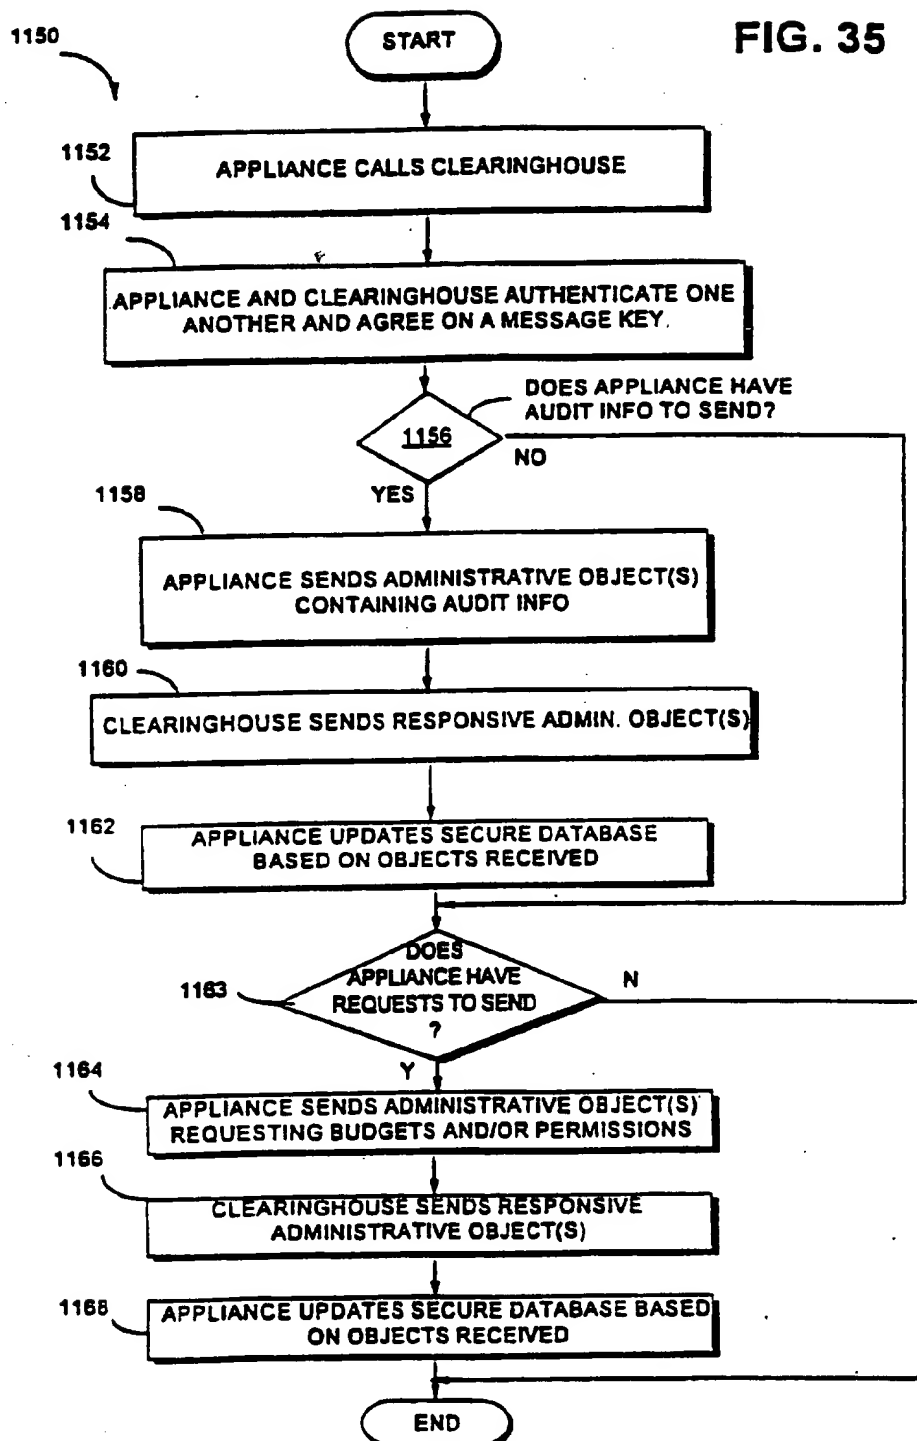 1150
START
FIG. 35
1152
APPLIANCE CALLS CLEARINGHOUSE
1154
APPLIANCE AND CLEARINGHOUSE AUTHENTICATE ONE
ANOTHER AND AGREE ON A MESSAGE KEY.
DOES APPLIANCE HAVE
AUDIT INFO TO SEND?
1156
NO
YES
1158
APPLIANCE SENDS ADMINISTRATIVE OBJECT(S)
CONTAINING AUDIT INFO
1160
CLEARINGHOUSE SENDS RESPONSIVE ADMIN. OBJECT(S)
1162
APPLIANCE UPDATES SECURE DATABASE
BASED ON OBJECTS RECEIVED
DOES
APPLIANCE HAVE
REQUESTS TO SEND
?
1163
N
Y
1164
APPLIANCE SENDS ADMINISTRATIVE OBJECT(S)
REQUESTING BUDGETS AND/OR PERMISSIONS
1166
CLEARINGHOUSE SENDS RESPONSIVE
ADMINISTRATIVE OBJECT(S)
1168
APPLIANCE UPDATES SECURE DATABASE BASED
ON OBJECTS RECEIVED
END